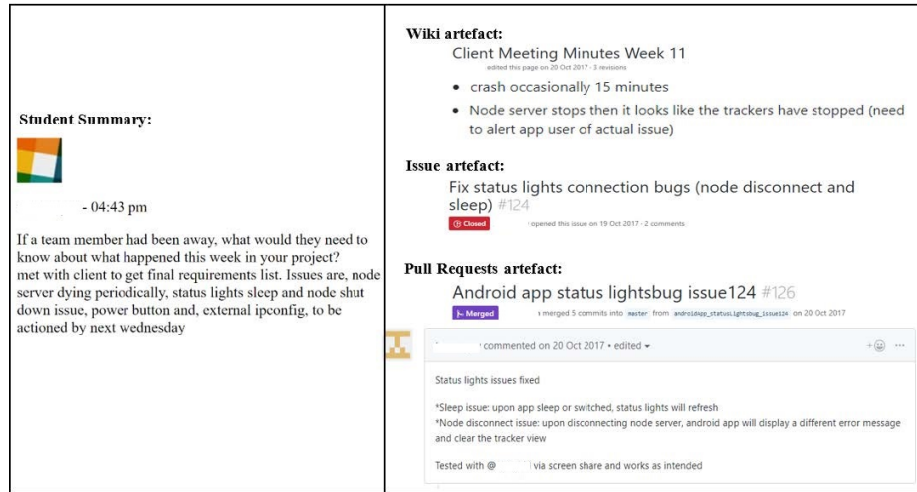 Student Summary:
- 04:43 pm
If a team member had been away, what would they need to
know about what happened this week in your project?
met with client to get final requirements list. Issues are, node
server dying periodically, status lights sleep and node shut
down issue, power button and, external ipconfig, to be
actioned by next wednesday
Wiki artefact:
Client Meeting Minutes Week 11
edited this page on 20 Oct 2017 · 3 revisions
• crash occasionally 15 minutes
• Node server stops then it looks like the trackers have stopped (need
to alert app user of actual issue)
Issue artefact:
Fix status lights connection bugs (node disconnect and
sleep) #124
Closed
opened this issue on 19 Oct 2017 · 2 comments
Pull Requests artefact:
Android app status lightsbug issue124 #126
Merged
merged 5 commits into master from androidapp_statusLightsbug_issue124 on 20 Oct 2017
commented on 20 Oct 2017 • edited
Status lights issues fixed
*Sleep issue: upon app sleep or switched, status lights will refresh
*Node disconnect issue: upon disconnecting node server, android app will display a different error message
and clear the tracker view
Tested with @ via screen share and works as intended